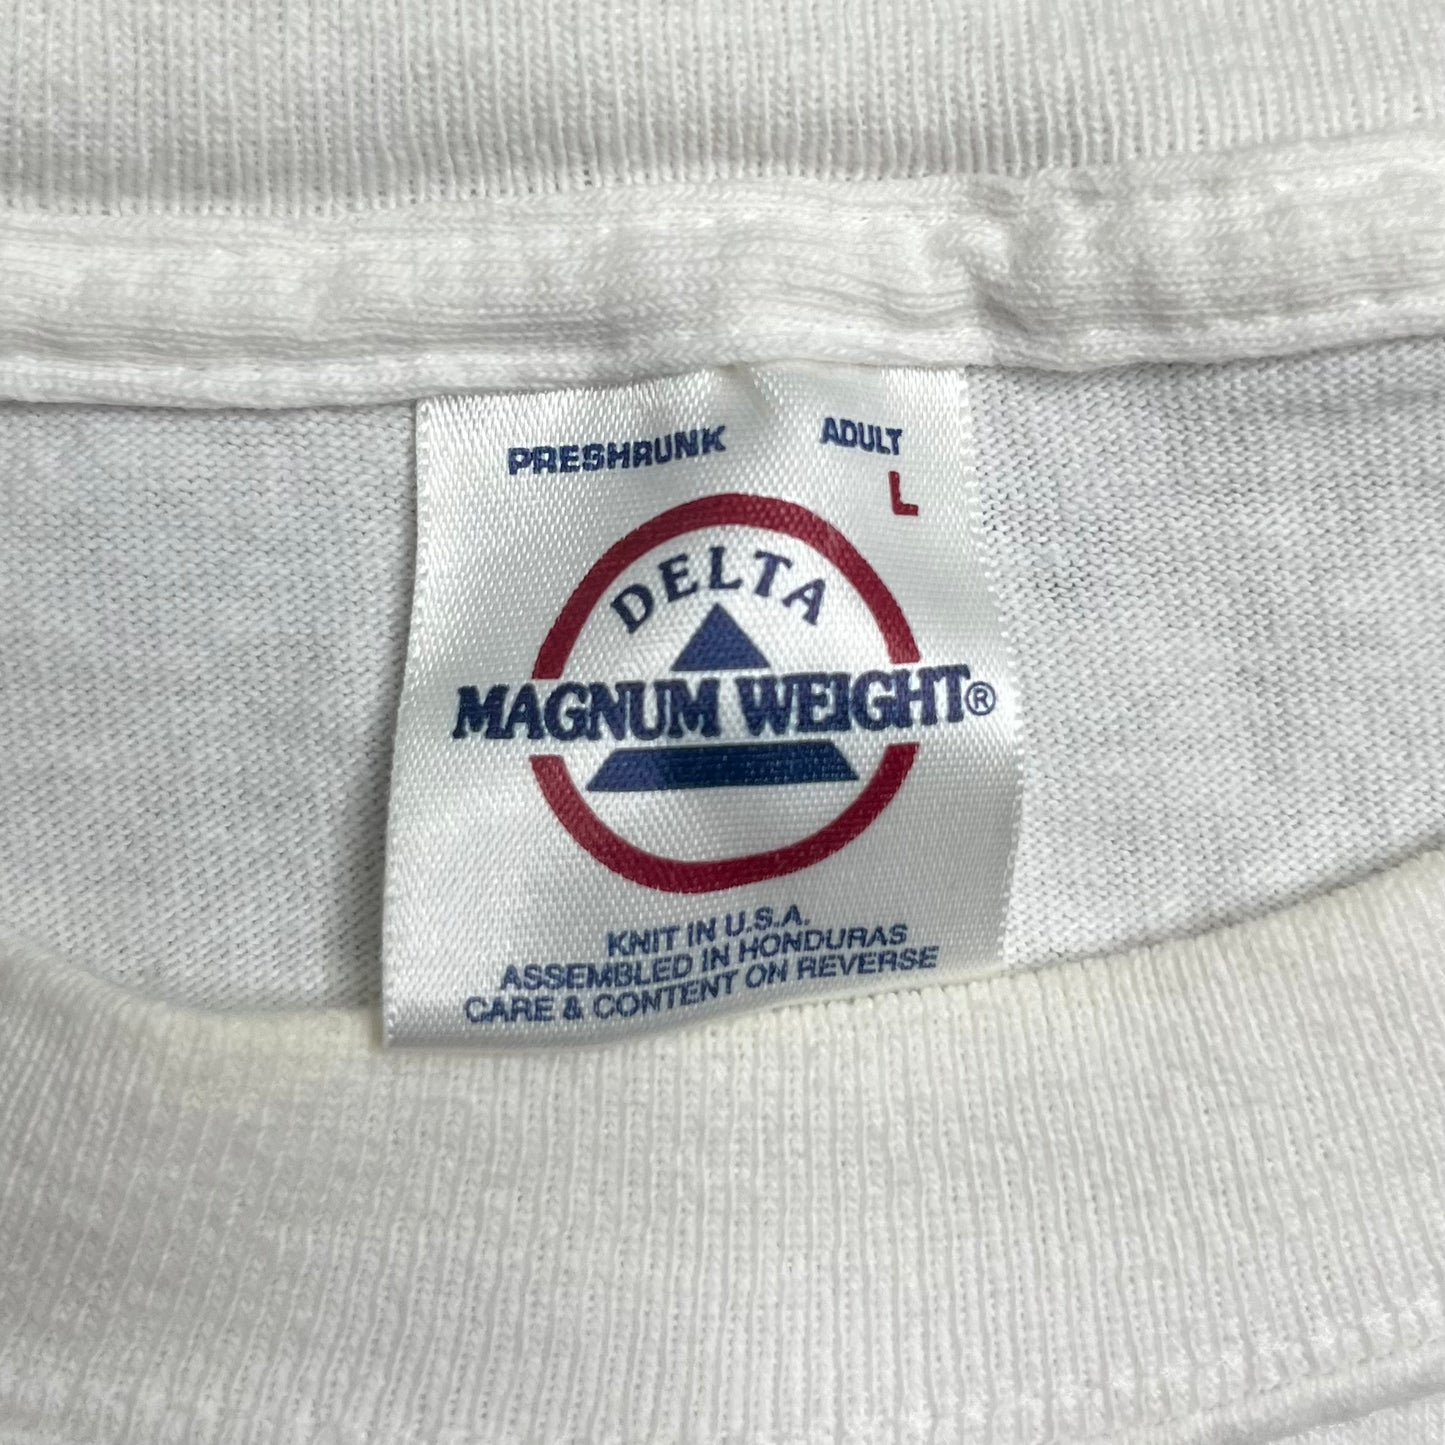 PRESHRUNK ADULT
L
DELTA
MAGNUM WEIGHT®
KNIT IN U.S.A.
ASSEMBLED IN HONDURAS
CARE & CONTENT ON REVERSE